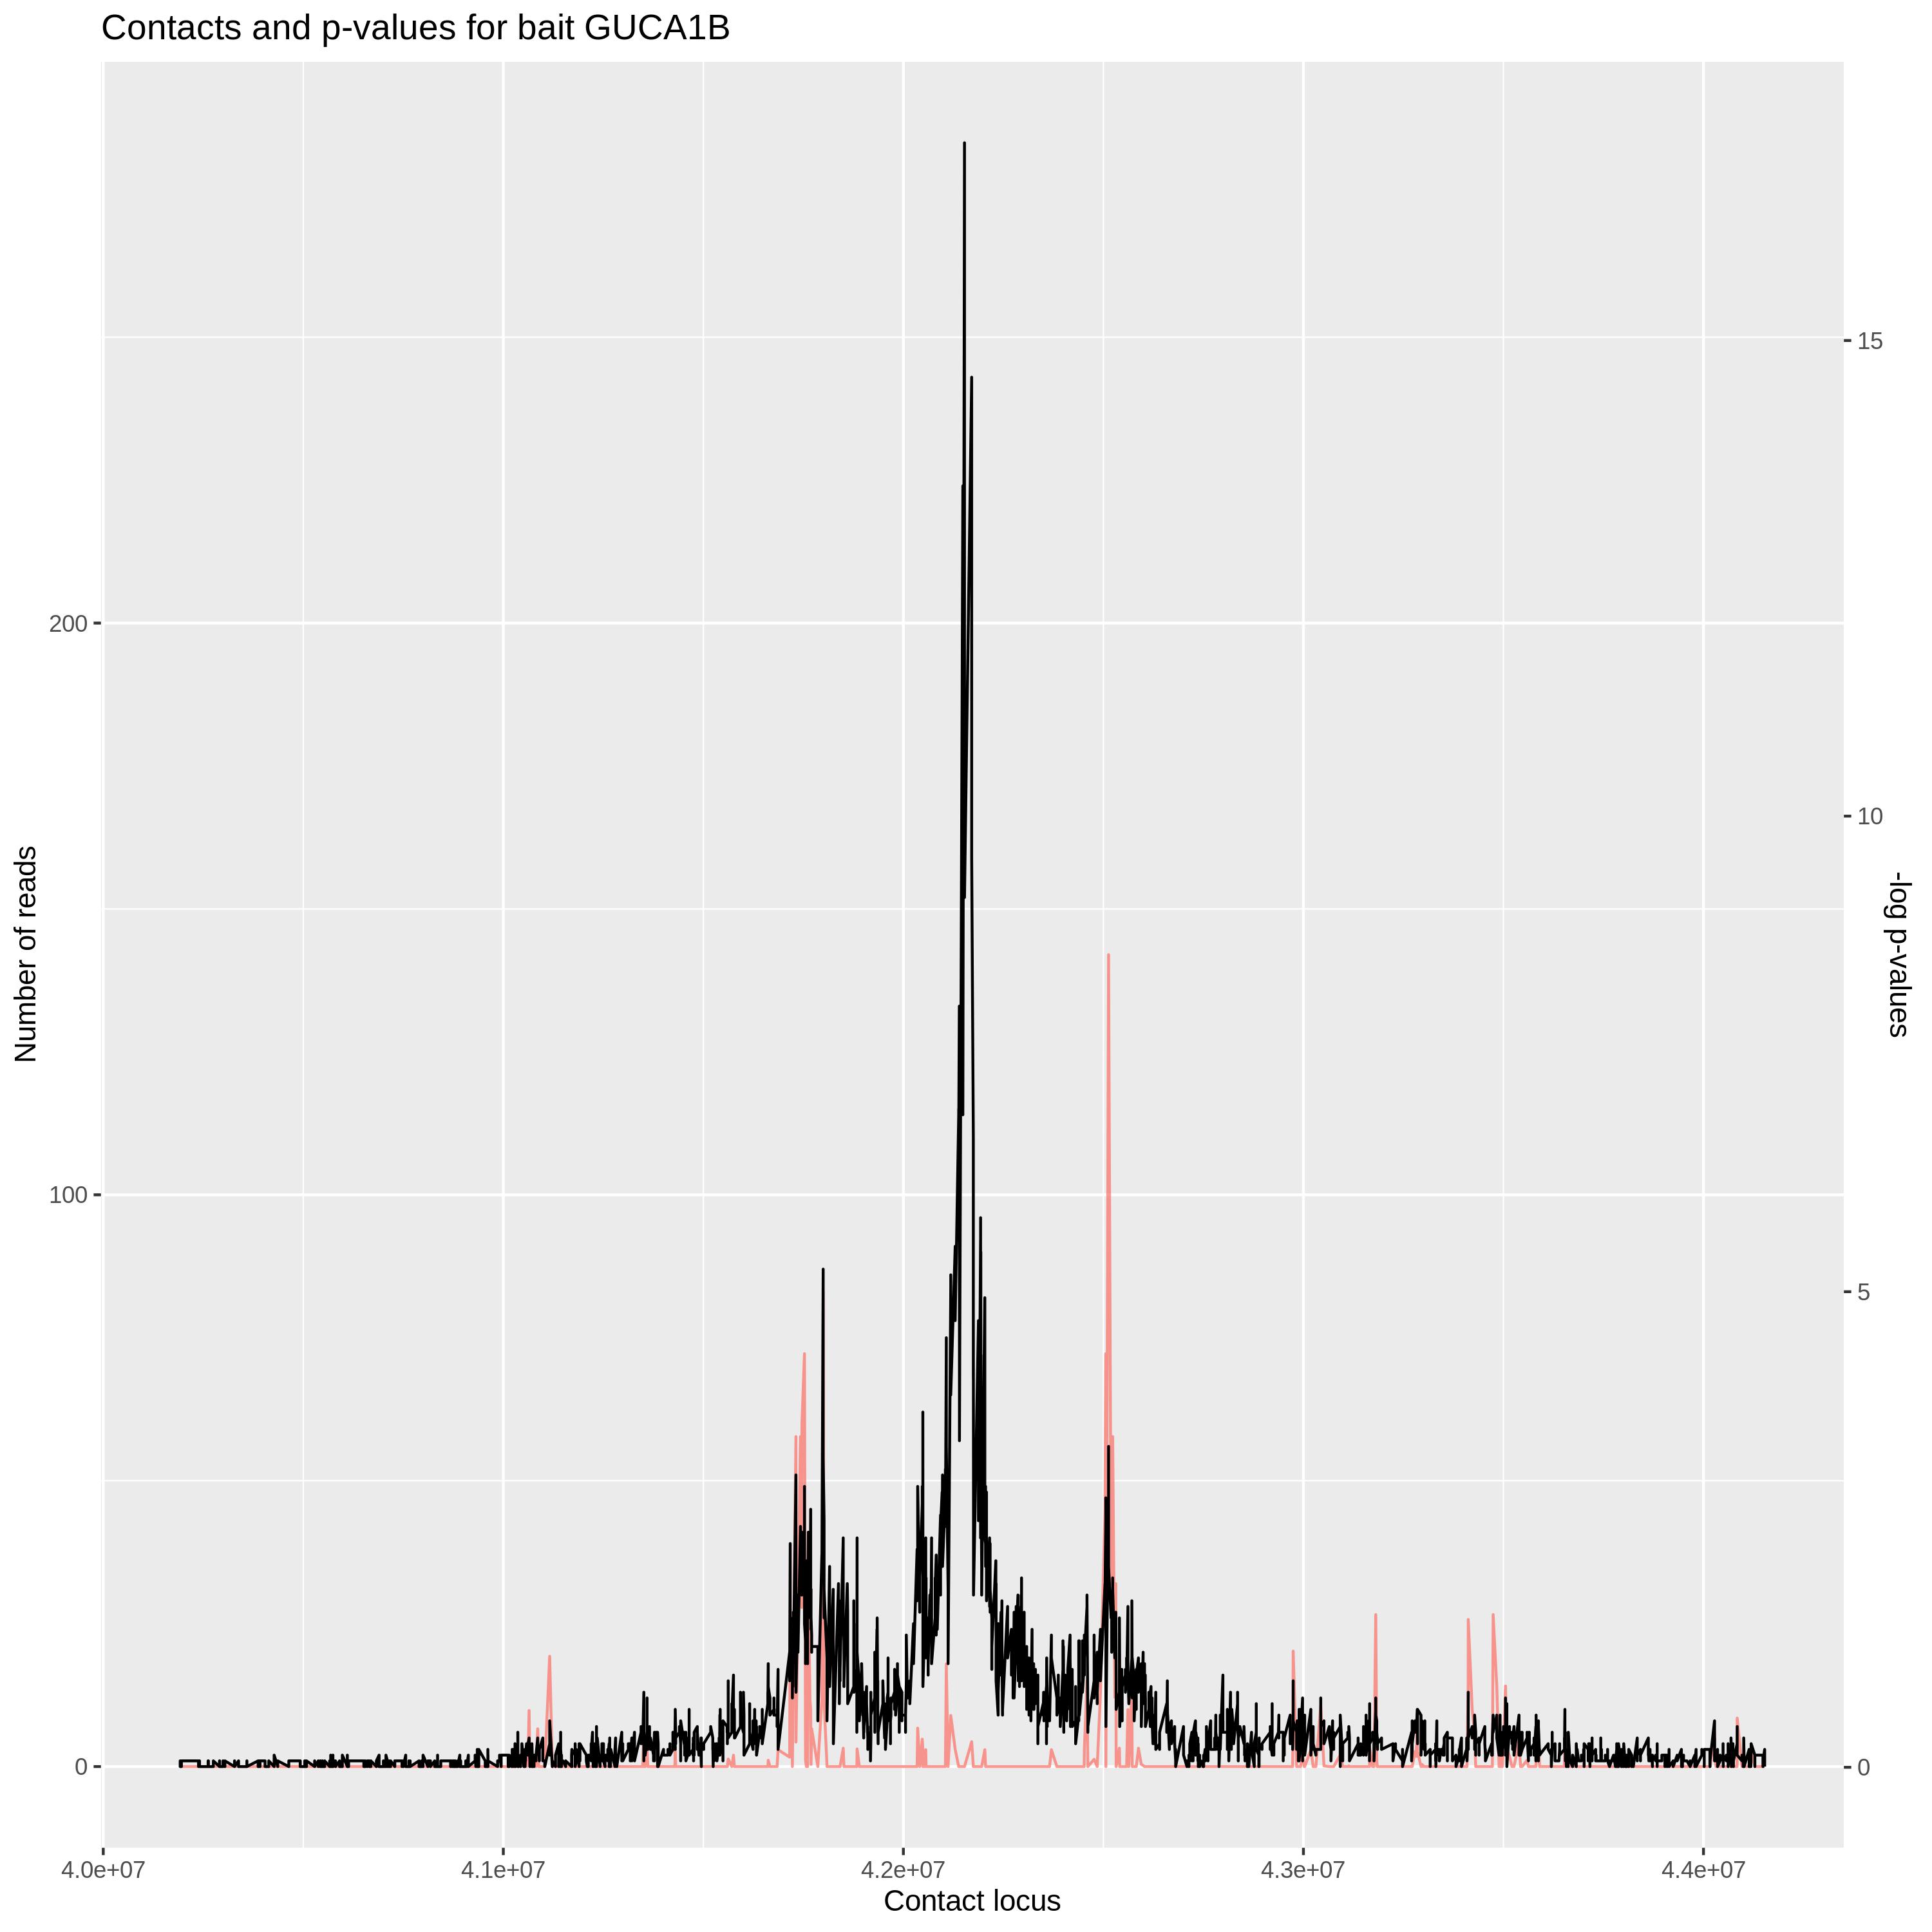 Contacts and p-values for bait GUCA1B
Number of reads
200
100
0
15
10
5
0
-log p-values
4.0e+07
4.1e+07
4.2e+07
4.3e+07
4.4e+07
Contact locus